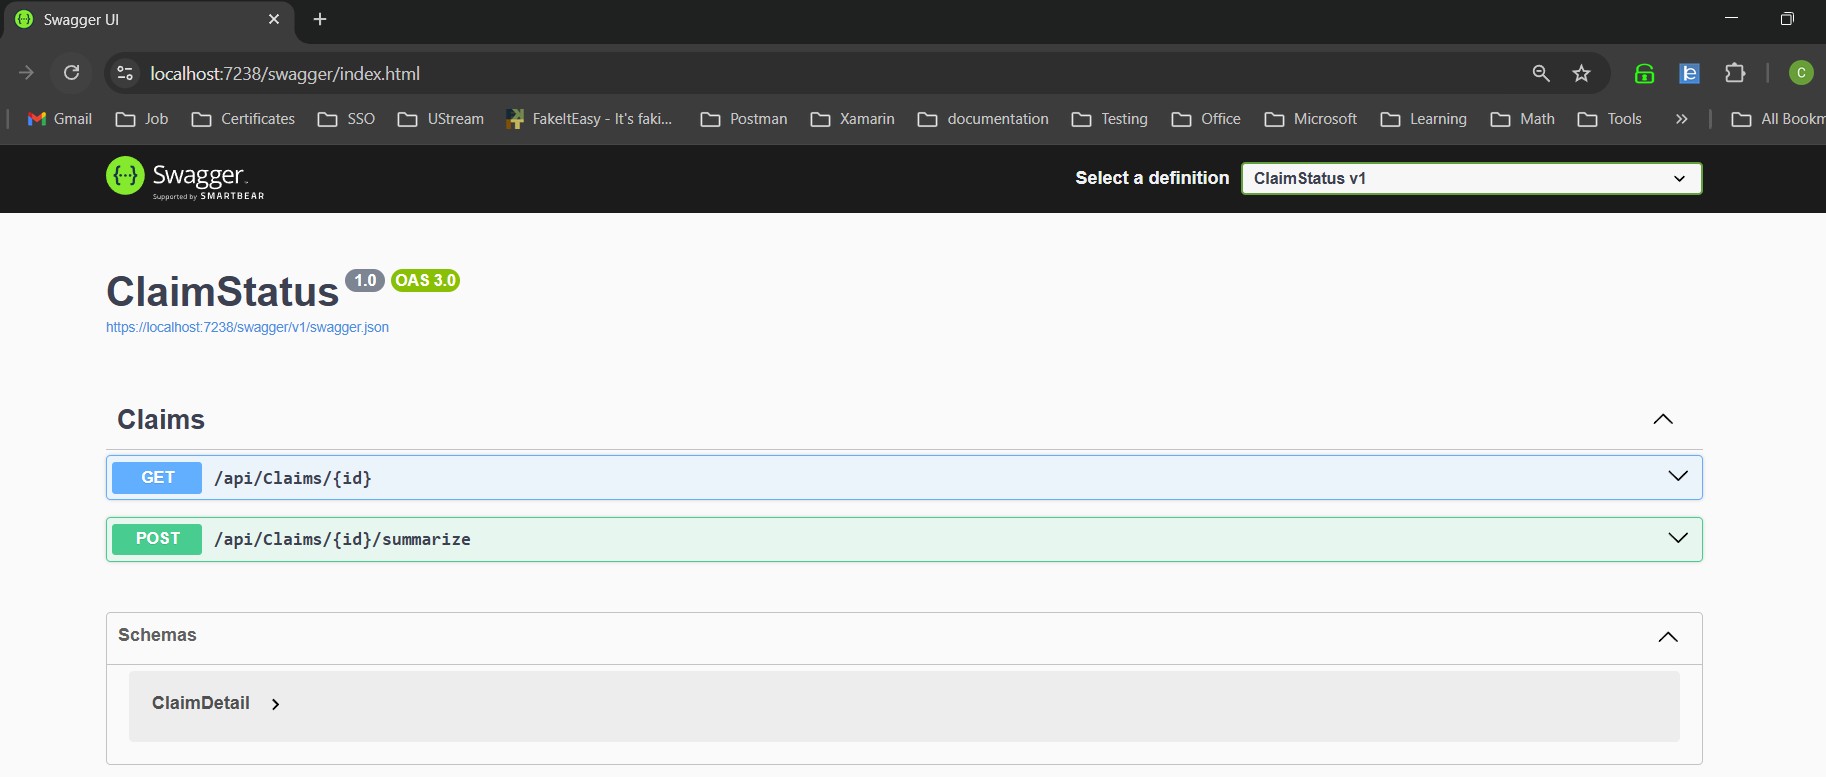 Swagger UI
localhost:7238/swagger/index.html
C
Gmail Job Certificates SSO UStream FakeItEasy - It's faki... Postman Xamarin documentation Testing Office Microsoft Learning Math Tools » All Bookm
Swagger
Supported by SMARTBEAR
Select a definition ClaimStatus v1
ClaimStatus 1.0 OAS 3.0
https://localhost:7238/swagger/v1/swagger.json
Claims
GET /api/Claims/{id}
POST /api/Claims/{id}/summarize
Schemas
ClaimDetail